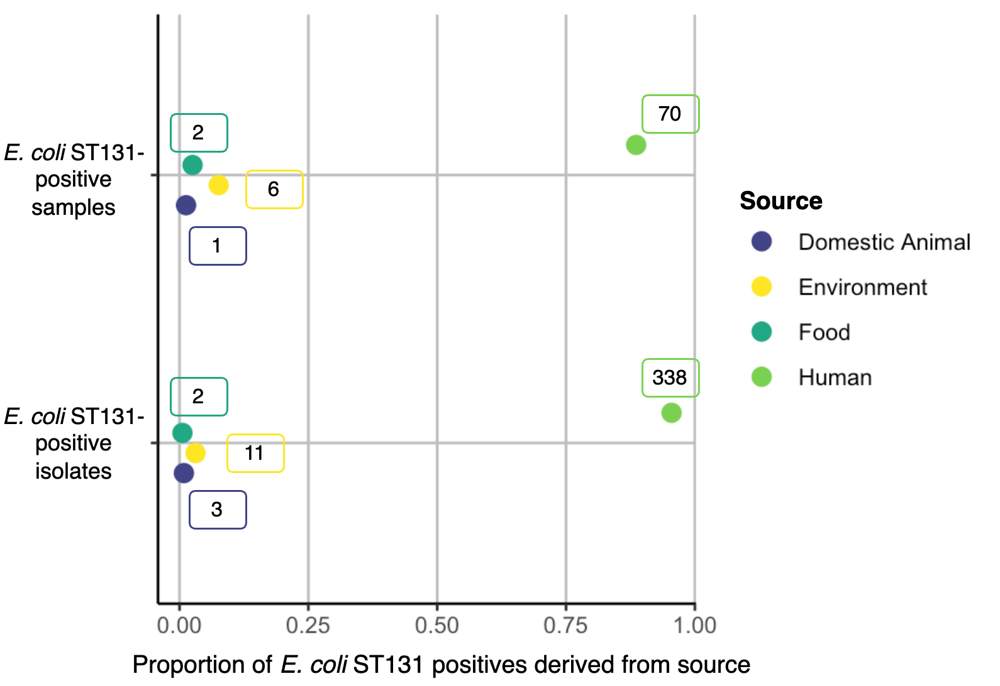 70
2
E. coli ST131-
positive
samples
6
1
Source
Domestic Animal
Environment
Food
Human
338
2
E. coli ST131-
positive
isolates
11
3
0.00 0.25 0.50 0.75 1.00
Proportion of E. coli ST131 positives derived from source